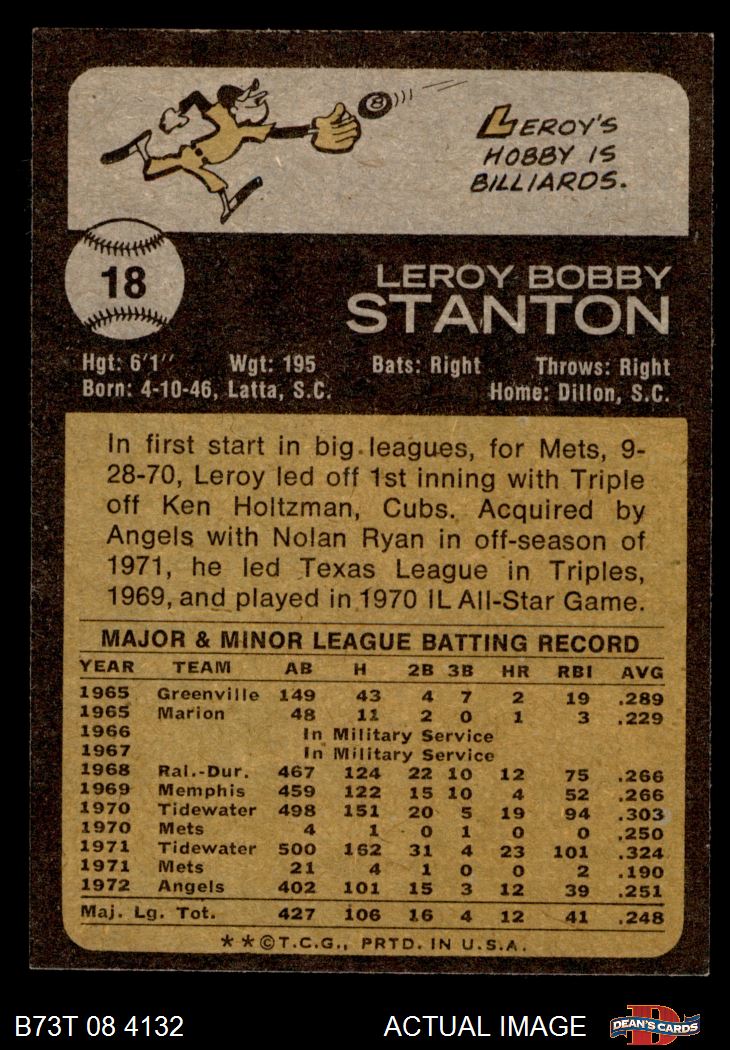 8
LEROY'S
HOBBY IS
BILLIARDS.
18
LEROY BOBBY
STANTON
Hgt: 6'1" Wgt: 195 Bats: Right Throws: Right
Born: 4-10-46, Latta, S.C. Home: Dillon, S.C.
In first start in big leagues, for Mets, 9-
28-70, Leroy led off 1st inning with Triple
off Ken Holtzman, Cubs. Acquired by
Angels with Nolan Ryan in off-season of
1971, he led Texas League in Triples,
1969, and played in 1970 IL All-Star Game.
MAJOR & MINOR LEAGUE BATTING RECORD
YEAR TEAM AB H 2B 3B HR RBI AVG
1965 Greenville 149 43 4 7 2 19 .289
1965 Marion 48 11 2 0 1 3 .229
1966 In Military Service
1967 In Military Service
1968 Ral.-Dur. 467 124 22 10 12 75 .266
1969 Memphis 459 122 15 10 4 52 .266
1970 Tidewater 498 151 20 5 19 94 .303
1970 Mets 4 1 0 1 0 0 .250
1971 Tidewater 500 162 31 4 23 101 .324
1971 Mets 21 4 1 0 0 2 .190
1972 Angels 402 101 15 3 12 39 .251
Maj. Lg. Tot. 427 106 16 4 12 41 .248
**©T.C.G., PRTD. IN U.S.A.
B73T 08 4132 ACTUAL IMAGE D DEAN'S CARDS